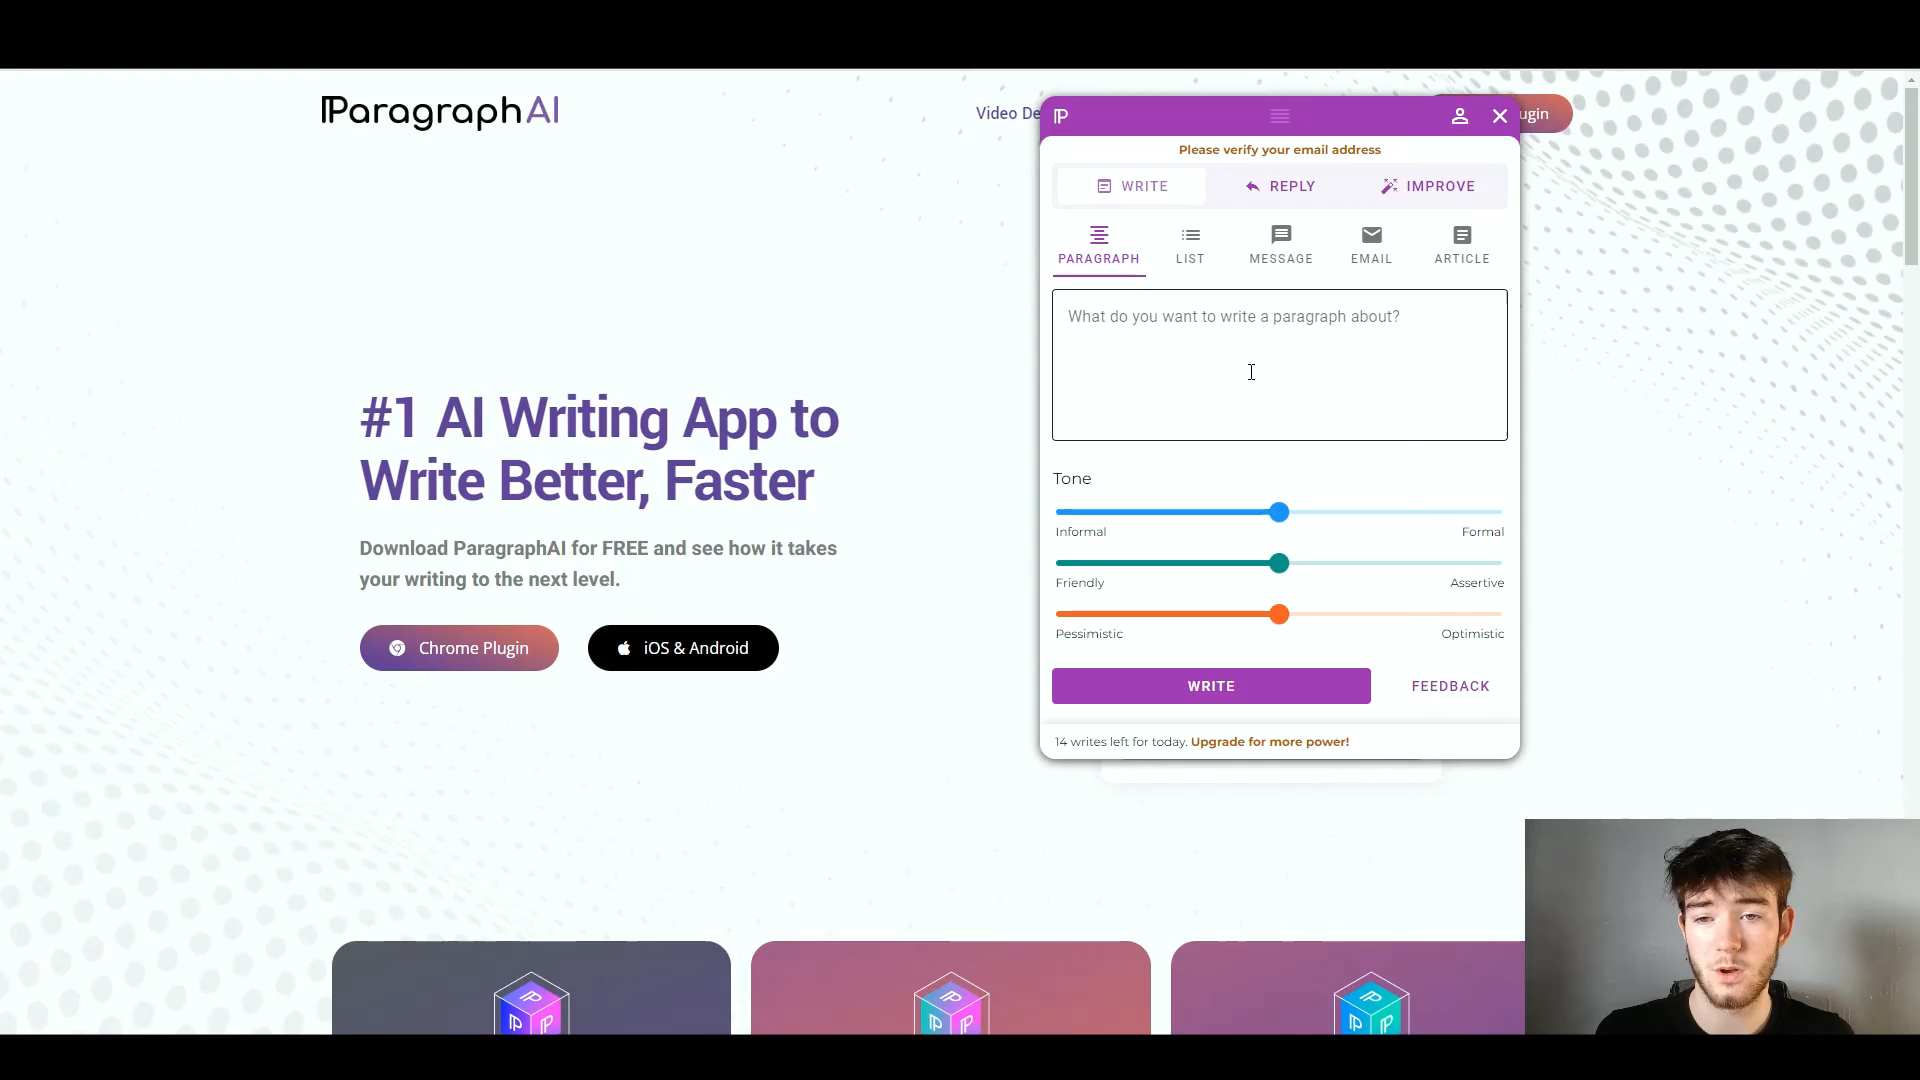 ParagraphAI
Video De
ugin
Please verify your email address
WRITE
REPLY
IMPROVE
PARAGRAPH
LIST
MESSAGE
EMAIL
ARTICLE
What do you want to write a paragraph about?
#1 AI Writing App to
Write Better, Faster
Download ParagraphAI for FREE and see how it takes
your writing to the next level.
Chrome Plugin
iOS & Android
Tone
Informal
Formal
Friendly
Assertive
Pessimistic
Optimistic
WRITE
FEEDBACK
14 writes left for today. Upgrade for more power!